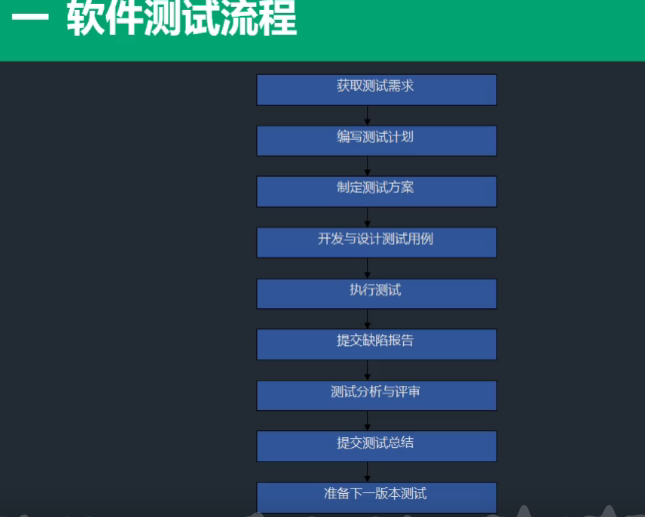 一 软件测试流程
获取测试需求
编写测试计划
制定测试方案
开发与设计测试用例
执行测试
提交缺陷报告
测试分析与评审
提交测试总结
准备下一版本测试